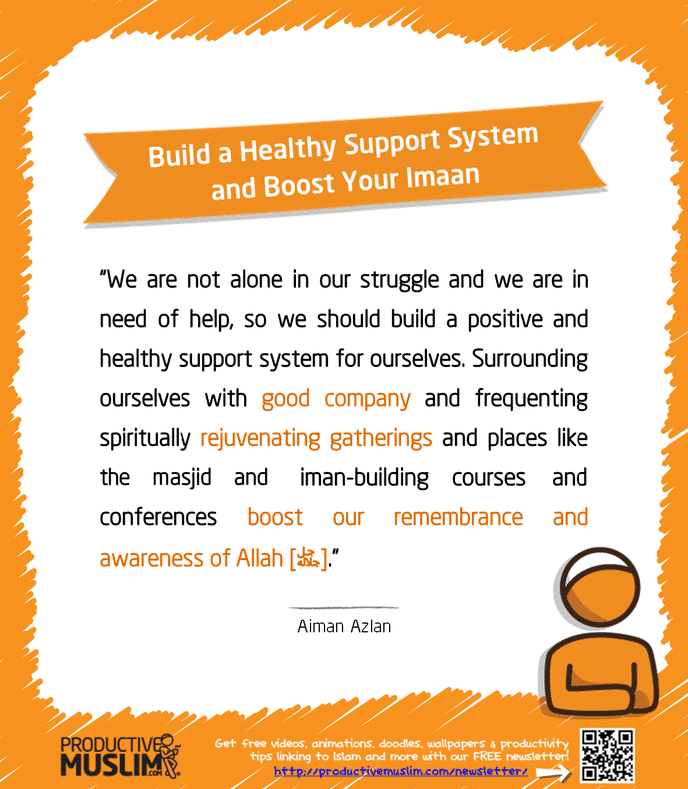 Build a Healthy Support System
and Boost Your Imaan
"We are not alone in our struggle and we are in
need of help, so we should build a positive and
healthy support system for ourselves. Surrounding
ourselves with good company and frequenting
spiritually rejuvenating gatherings and places like
the masjid and iman-building courses and
conferences boost our remembrance and
awareness of Allah [ﷻ]."
Aiman Azlan
PRODUCTIVE
MUSLIM.COM
Get free videos, animations, doodles, wallpapers & productivity
tips linking to Islam and more with our FREE newsletter!
http://productivemuslim.com/newsletter/